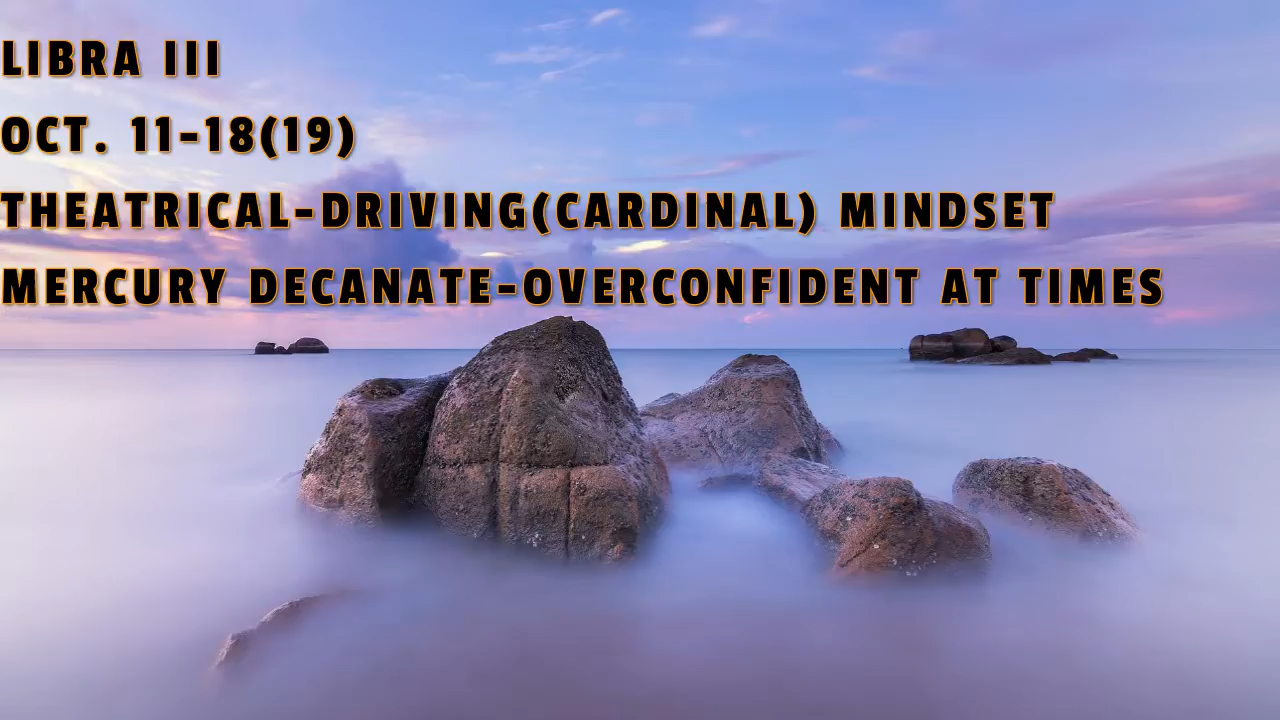 LIBRA III
OCT. 11-18(19)
THEATRICAL-DRIVING(CARDINAL) MINDSET
MERCURY DECANATE-OVERCONFIDENT AT TIMES